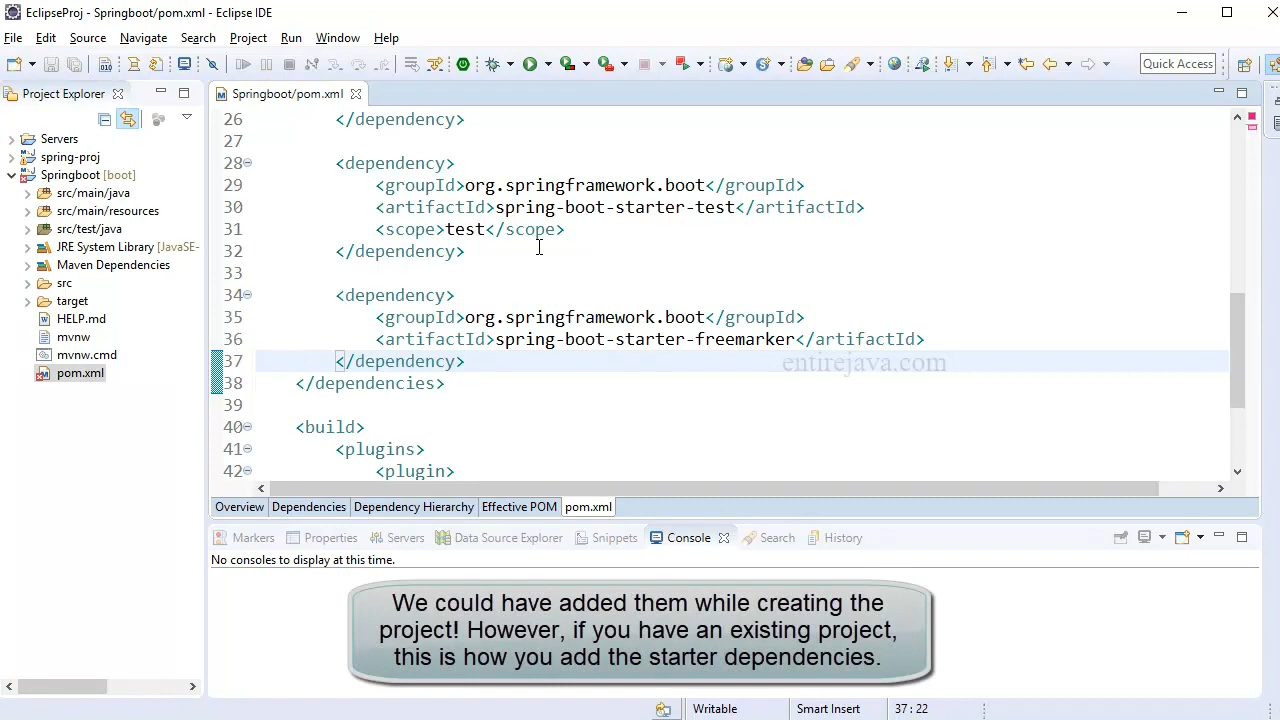 EclipseProj - Springboot/pom.xml - Eclipse IDE
File Edit Source Navigate Search Project Run Window Help
Quick Access
Project Explorer
Servers
spring-proj
Springboot [boot]
src/main/java
src/main/resources
src/test/java
JRE System Library [JavaSE-
Maven Dependencies
src
target
HELP.md
mvnw
mvnw.cmd
pom.xml
Springboot/pom.xml
26 </dependency>
27
28 <dependency>
29 <groupId>org.springframework.boot</groupId>
30 <artifactId>spring-boot-starter-test</artifactId>
31 <scope>test</scope>
32 </dependency>
33
34 <dependency>
35 <groupId>org.springframework.boot</groupId>
36 <artifactId>spring-boot-starter-freemarker</artifactId>
37 </dependency>
entirejava.com
38 </dependencies>
39
40 <build>
41 <plugins>
42 <plugin>
Overview Dependencies Dependency Hierarchy Effective POM pom.xml
Markers Properties Servers Data Source Explorer Snippets Console Search History
No consoles to display at this time.
We could have added them while creating the
project! However, if you have an existing project,
this is how you add the starter dependencies.
Writable Smart Insert 37 : 22